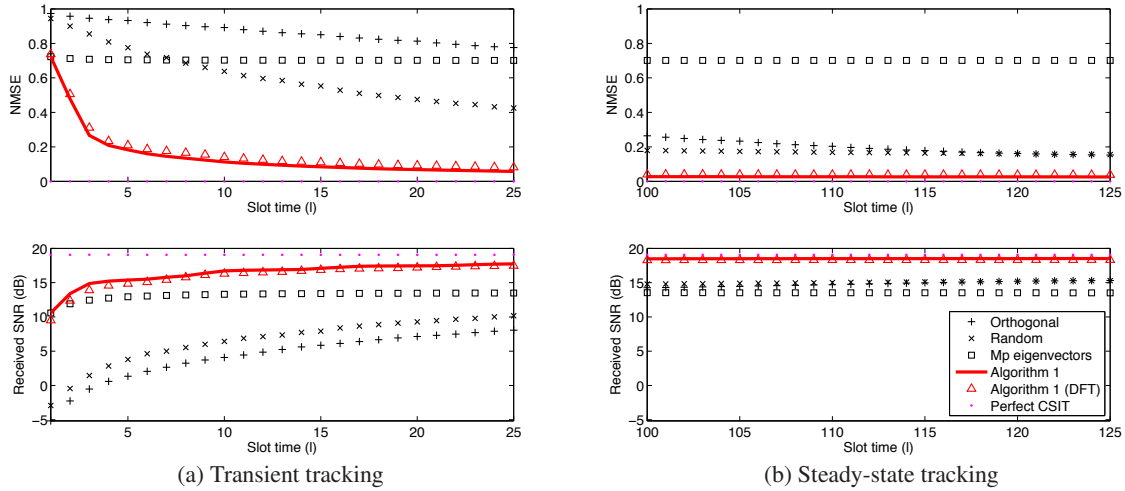 1
0.8
0.6
0.4
0.2
0
NMSE
5
10
15
20
25
Slot time (l)
20
15
10
5
0
−5
Received SNR (dB)
5
10
15
20
25
Slot time (l)
(a) Transient tracking
1
0.8
0.6
0.4
0.2
0
NMSE
100
105
110
115
120
125
Slot time (l)
20
15
10
5
0
−5
Received SNR (dB)
100
105
110
115
120
125
Slot time (l)
Orthogonal
Random
Mp eigenvectors
Algorithm 1
Algorithm 1 (DFT)
Perfect CSIT
(b) Steady-state tracking